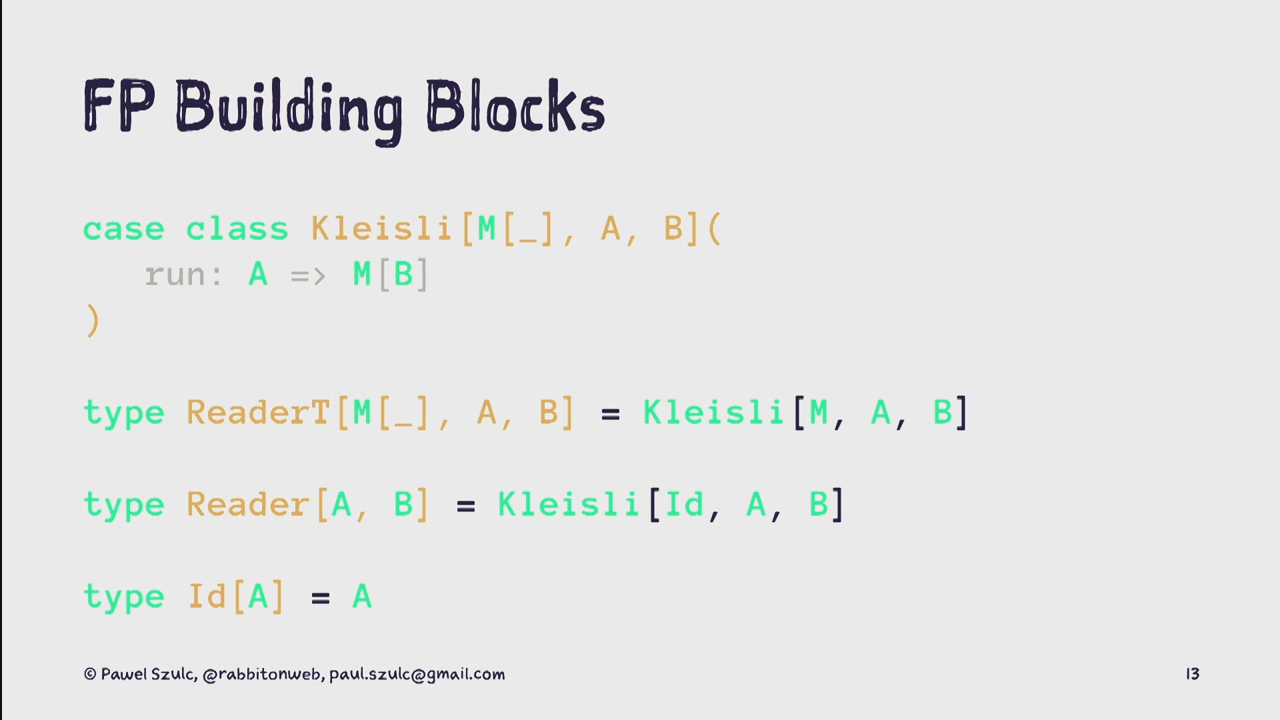 FP Building Blocks
case class Kleisli[M[_], A, B](
run: A => M[B]
)
type ReaderT[M[_], A, B] = Kleisli[M, A, B]
type Reader[A, B] = Kleisli[Id, A, B]
type Id[A] = A
© Pawel Szulc, @rabbitonweb, paul.szulc@gmail.com
13